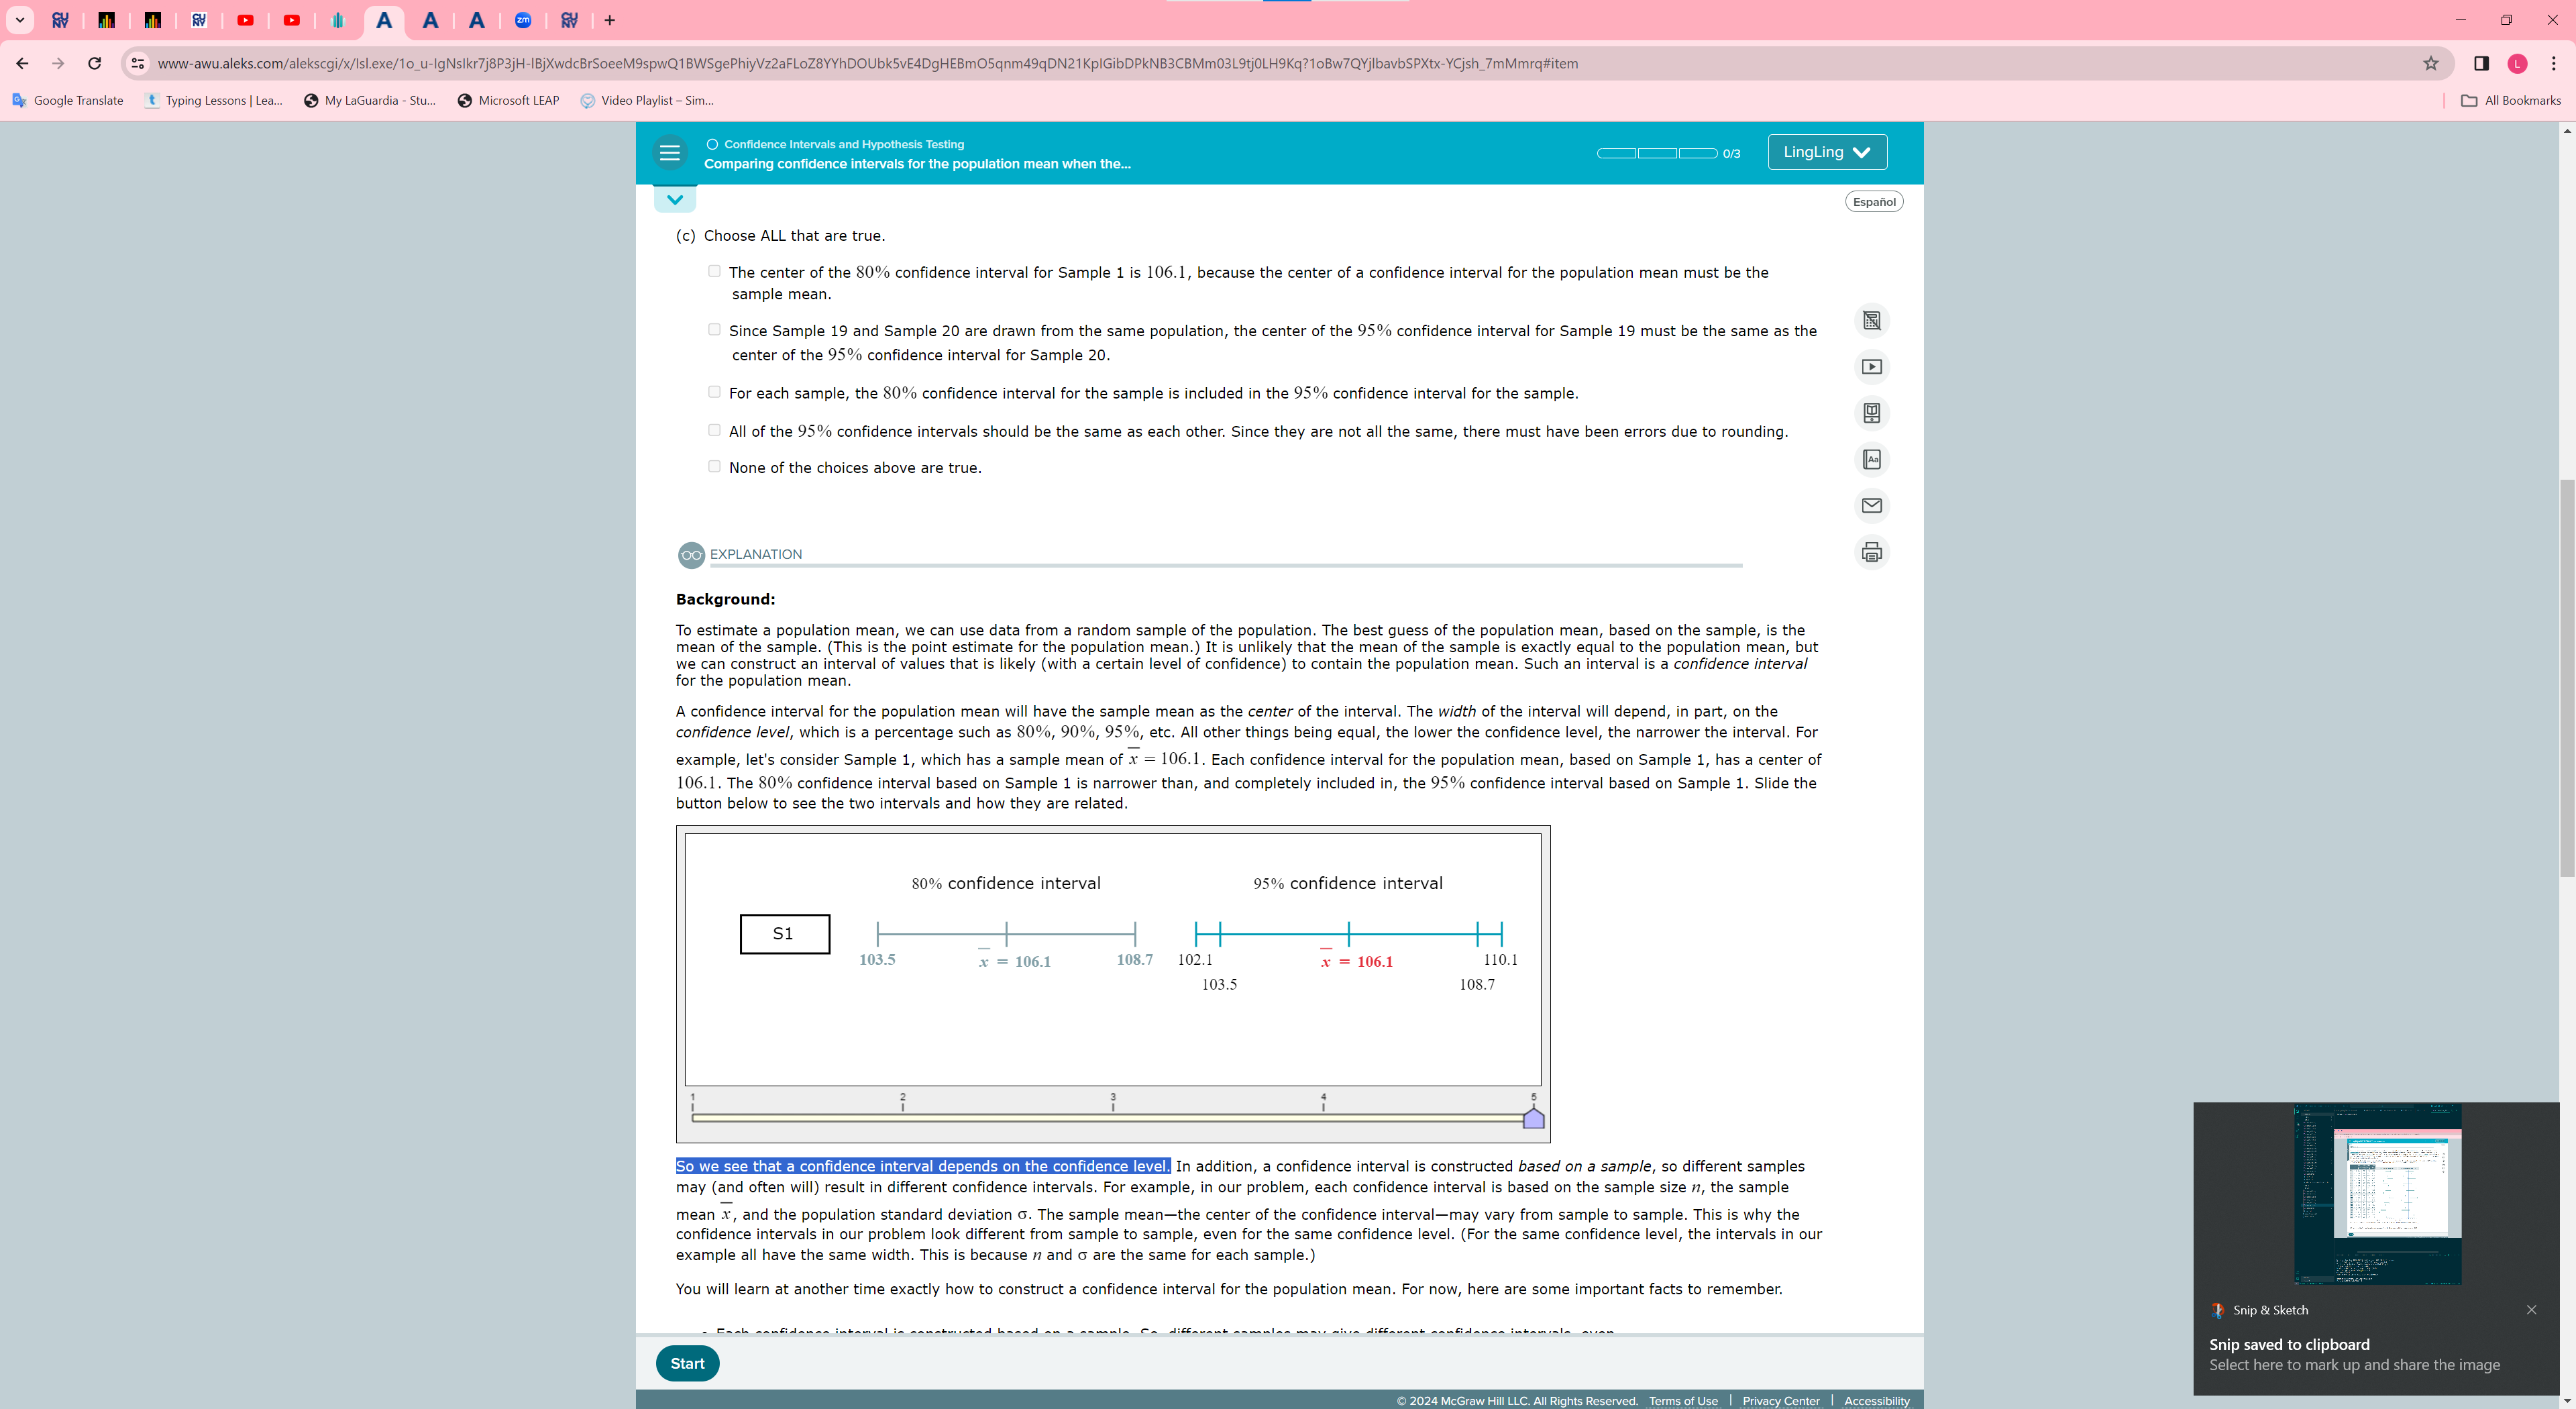 www-awu.aleks.com/alekscgi/x/Isl.exe/1o_u-IgNsIkr7j8P3jH-lBjXwdcBrSoeeM9spwQ1BWSgePhiyVz2aFLoZ8YYhDOUbk5vE4DgHEBmO5qnm49qDN21KpIGibDPkNB3CBMm03L9tj0LH9Kq?1oBw7QYjlbavbSPXtx-YCjsh_7mMmrq#item
L
Google Translate
Typing Lessons | Lea...
My LaGuardia - Stu...
Microsoft LEAP
Video Playlist – Sim...
All Bookmarks
Confidence Intervals and Hypothesis Testing
Comparing confidence intervals for the population mean when the...
0/3
LingLing
Español
(c) Choose ALL that are true.
The center of the 80% confidence interval for Sample 1 is 106.1, because the center of a confidence interval for the population mean must be the
sample mean.
Since Sample 19 and Sample 20 are drawn from the same population, the center of the 95% confidence interval for Sample 19 must be the same as the
center of the 95% confidence interval for Sample 20.
For each sample, the 80% confidence interval for the sample is included in the 95% confidence interval for the sample.
All of the 95% confidence intervals should be the same as each other. Since they are not all the same, there must have been errors due to rounding.
None of the choices above are true.
EXPLANATION
Background:
To estimate a population mean, we can use data from a random sample of the population. The best guess of the population mean, based on the sample, is the
mean of the sample. (This is the point estimate for the population mean.) It is unlikely that the mean of the sample is exactly equal to the population mean, but
we can construct an interval of values that is likely (with a certain level of confidence) to contain the population mean. Such an interval is a confidence interval
for the population mean.
A confidence interval for the population mean will have the sample mean as the center of the interval. The width of the interval will depend, in part, on the
confidence level, which is a percentage such as 80%, 90%, 95%, etc. All other things being equal, the lower the confidence level, the narrower the interval. For
example, let's consider Sample 1, which has a sample mean of x̄ = 106.1. Each confidence interval for the population mean, based on Sample 1, has a center of
106.1. The 80% confidence interval based on Sample 1 is narrower than, and completely included in, the 95% confidence interval based on Sample 1. Slide the
button below to see the two intervals and how they are related.
80% confidence interval 95% confidence interval
S1
103.5 x̄ = 106.1 108.7 102.1 x̄ = 106.1 110.1
103.5 108.7
1 2 3 4 5
So we see that a confidence interval depends on the confidence level. In addition, a confidence interval is constructed based on a sample, so different samples
may (and often will) result in different confidence intervals. For example, in our problem, each confidence interval is based on the sample size n, the sample
mean x̄, and the population standard deviation σ. The sample mean—the center of the confidence interval—may vary from sample to sample. This is why the
confidence intervals in our problem look different from sample to sample, even for the same confidence level. (For the same confidence level, the intervals in our
example all have the same width. This is because n and σ are the same for each sample.)
You will learn at another time exactly how to construct a confidence interval for the population mean. For now, here are some important facts to remember.
• Each confidence interval is constructed based on a sample. So, different samples may give different confidence intervals, even
Start
© 2024 McGraw Hill LLC. All Rights Reserved. Terms of Use | Privacy Center | Accessibility
Snip & Sketch
Snip saved to clipboard
Select here to mark up and share the image